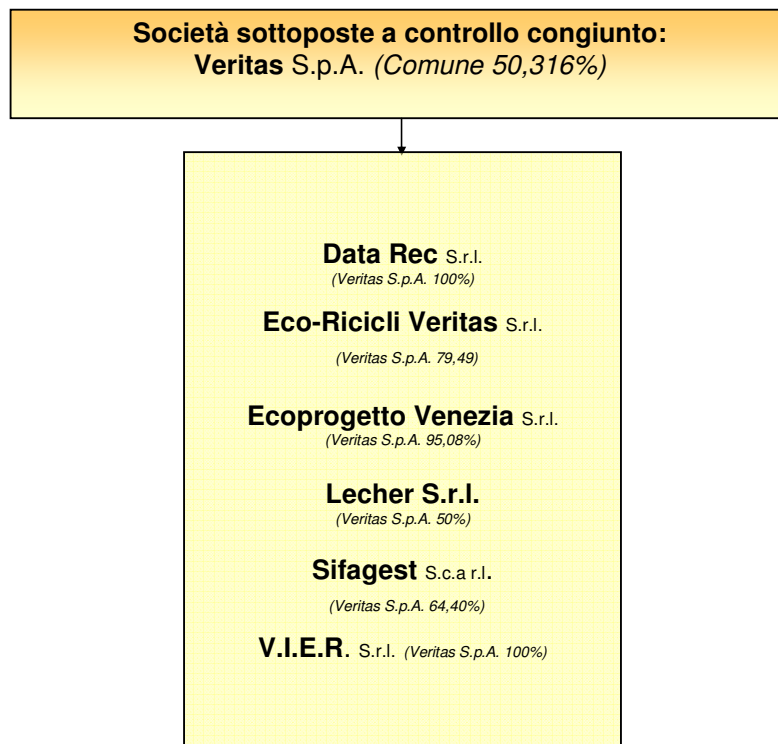 Società sottoposte a controllo congiunto:
Veritas S.p.A. (Comune 50,316%)
Data Rec S.r.l.
(Veritas S.p.A. 100%)
Eco-Ricicli Veritas S.r.l.
(Veritas S.p.A. 79,49)
Ecoprogetto Venezia S.r.l.
(Veritas S.p.A. 95,08%)
Lecher S.r.l.
(Veritas S.p.A. 50%)
Sifagest S.c.a r.l.
(Veritas S.p.A. 64,40%)
V.I.E.R. S.r.l. (Veritas S.p.A. 100%)